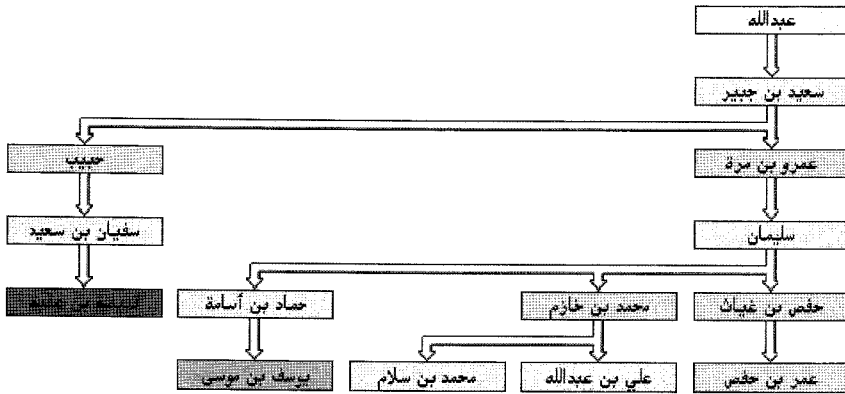 عبدالله
سعيد بن جبير
حبيب
عمرو بن مرة
سفيان بن سعيد
سليمان
حماد بن أسامة
محمد بن خازم
حفص بن غياث
يوسف بن موسى
محمد بن سلام
علي بن عبدالله
عمر بن حفص